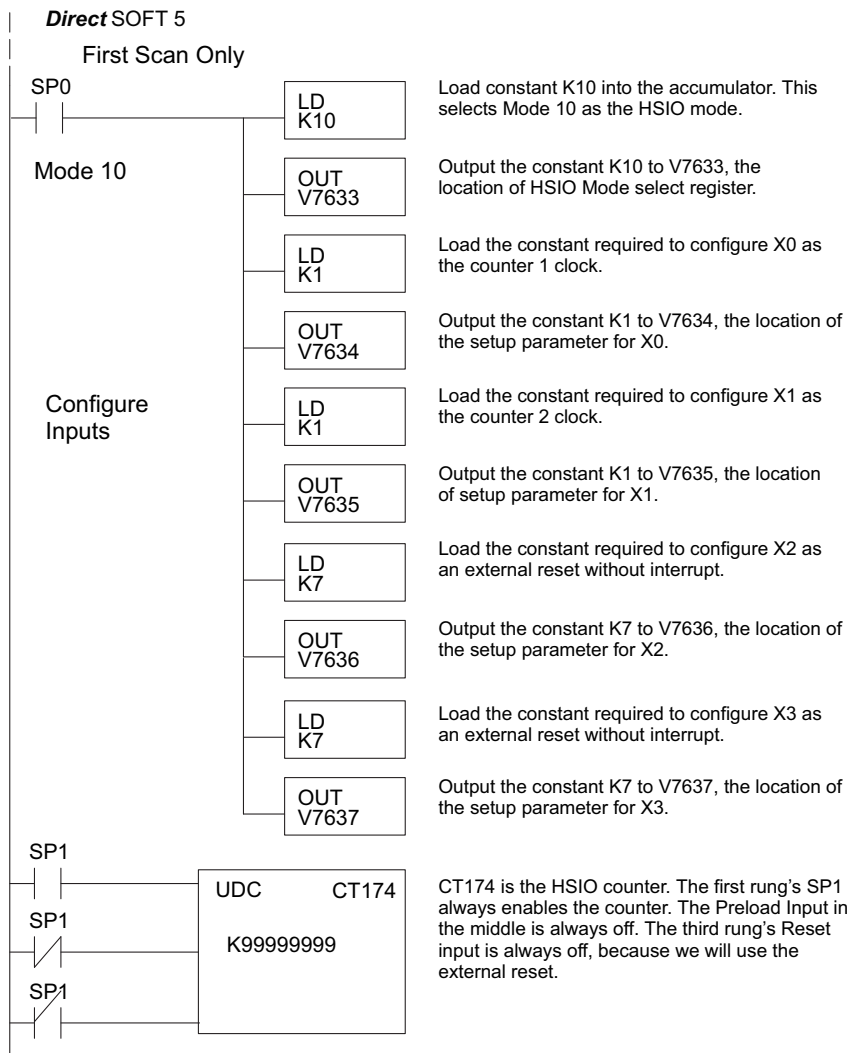 Direct SOFT 5
First Scan Only
SP0
LD
K10
Load constant K10 into the accumulator. This
selects Mode 10 as the HSIO mode.
Mode 10
OUT
V7633
Output the constant K10 to V7633, the
location of HSIO Mode select register.
LD
K1
Load the constant required to configure X0 as
the counter 1 clock.
OUT
V7634
Output the constant K1 to V7634, the location of
the setup parameter for X0.
Configure
Inputs
LD
K1
Load the constant required to configure X1 as
the counter 2 clock.
OUT
V7635
Output the constant K1 to V7635, the location
of setup parameter for X1.
LD
K7
Load the constant required to configure X2 as
an external reset without interrupt.
OUT
V7636
Output the constant K7 to V7636, the location of
the setup parameter for X2.
LD
K7
Load the constant required to configure X3 as
an external reset without interrupt.
OUT
V7637
Output the constant K7 to V7637, the location of
the setup parameter for X3.
SP1
UDC CT174
K99999999
SP1
SP1
CT174 is the HSIO counter. The first rung’s SP1
always enables the counter. The Preload Input in
the middle is always off. The third rung’s Reset
input is always off, because we will use the
external reset.